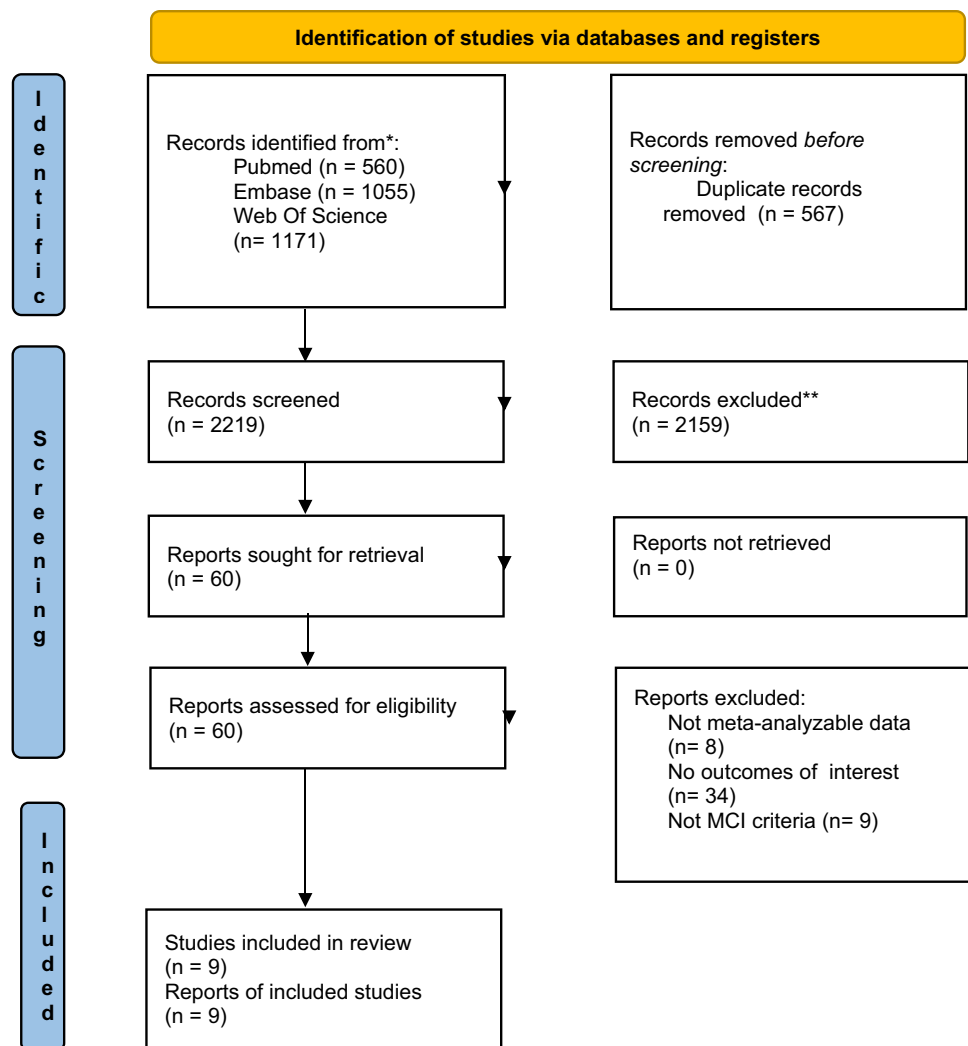 Identification of studies via databases and registers
Identific
Records identified from*:
Pubmed (n = 560)
Embase (n = 1055)
Web Of Science
(n= 1171)
Records removed before
screening:
Duplicate records
removed (n = 567)
Screening
Records screened
(n = 2219)
Records excluded**
(n = 2159)
Reports sought for retrieval
(n = 60)
Reports not retrieved
(n = 0)
Reports assessed for eligibility
(n = 60)
Reports excluded:
Not meta-analyzable data
(n= 8)
No outcomes of interest
(n= 34)
Not MCI criteria (n= 9)
Included
Studies included in review
(n = 9)
Reports of included studies
(n = 9)